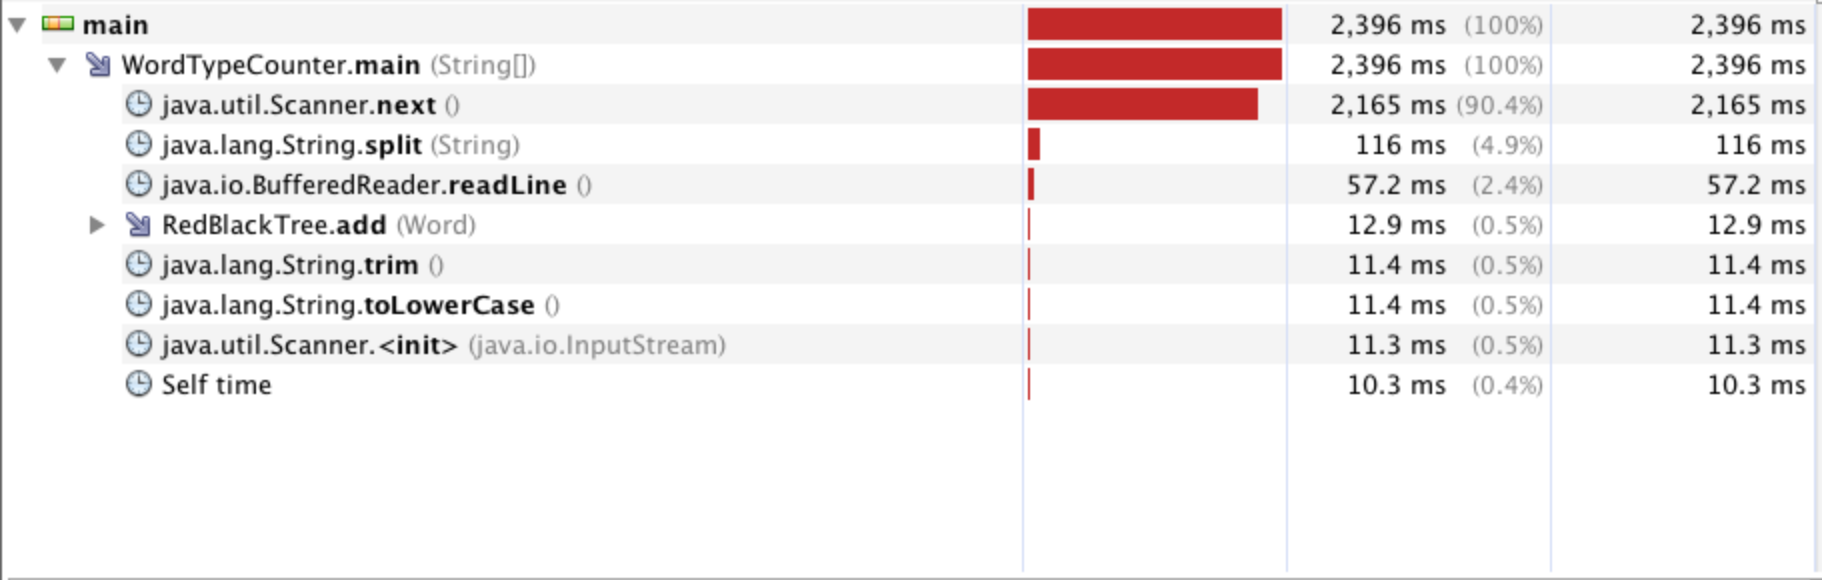 main 2,396 ms (100%) 2,396 ms
WordTypeCounter.main (String[]) 2,396 ms (100%) 2,396 ms
java.util.Scanner.next () 2,165 ms (90.4%) 2,165 ms
java.lang.String.split (String) 116 ms (4.9%) 116 ms
java.io.BufferedReader.readLine () 57.2 ms (2.4%) 57.2 ms
RedBlackTree.add (Word) 12.9 ms (0.5%) 12.9 ms
java.lang.String.trim () 11.4 ms (0.5%) 11.4 ms
java.lang.String.toLowerCase () 11.4 ms (0.5%) 11.4 ms
java.util.Scanner.<init> (java.io.InputStream) 11.3 ms (0.5%) 11.3 ms
Self time 10.3 ms (0.4%) 10.3 ms